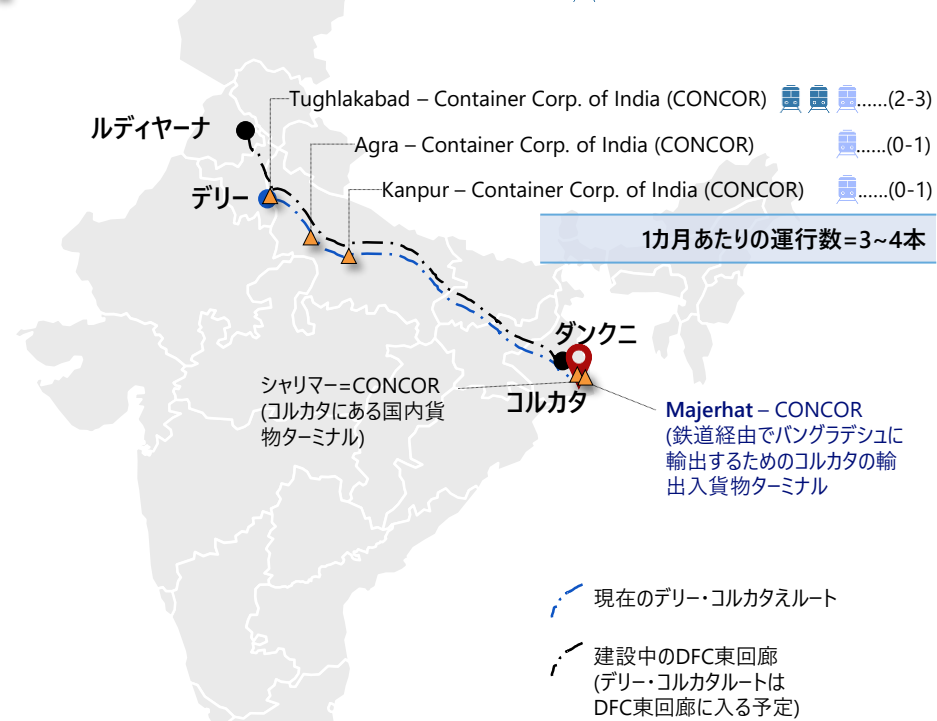 Tughlakabad – Container Corp. of India (CONCOR) ......(2-3)
ルディヤーナ
Agra – Container Corp. of India (CONCOR) ......(0-1)
デリー
Kanpur – Container Corp. of India (CONCOR) ......(0-1)
1カ月あたりの運行数=3~4本
ダンクニ
シャリマー=CONCOR
(コルカタにある国内貨
物ターミナル)
コルカタ
Majerhat – CONCOR
(鉄道経由でバングラデシュに
輸出するためのコルカタの輸
出入貨物ターミナル
現在のデリー・コルカタえルート
建設中のDFC東回廊
(デリー・コルカタルートは
DFC東回廊に入る予定)